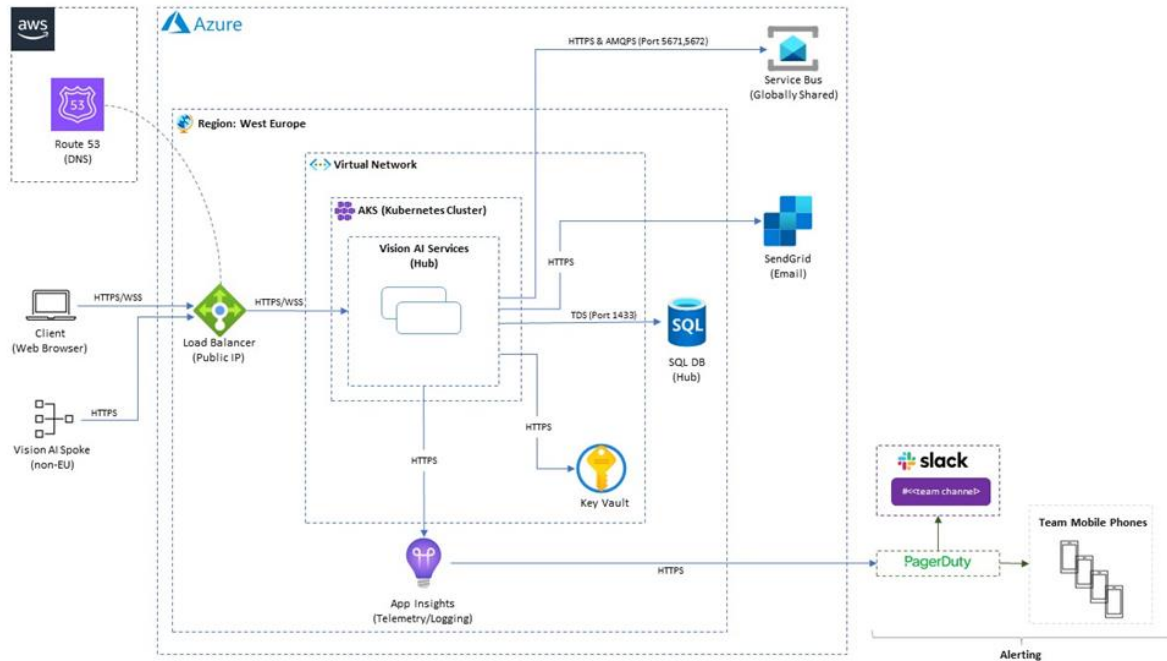 aws
53
Route 53
(DNS)
Azure
HTTPS & AMQPS (Port 5671,5672)
Service Bus
(Globally Shared)
Region: West Europe
Virtual Network
AKS (Kubernetes Cluster)
Vision AI Services
(Hub)
HTTPS
SendGrid
(Email)
HTTPS/WSS
HTTPS/WSS
Client
(Web Browser)
Load Balancer
(Public IP)
TDS (Port 1433)
SQL
SQL DB
(Hub)
HTTPS
Vision AI Spoke
(non-EU)
HTTPS
HTTPS
Key Vault
App Insights
(Telemetry/Logging)
HTTPS
slack
#<<team channel>
PagerDuty
Team Mobile Phones
Alerting